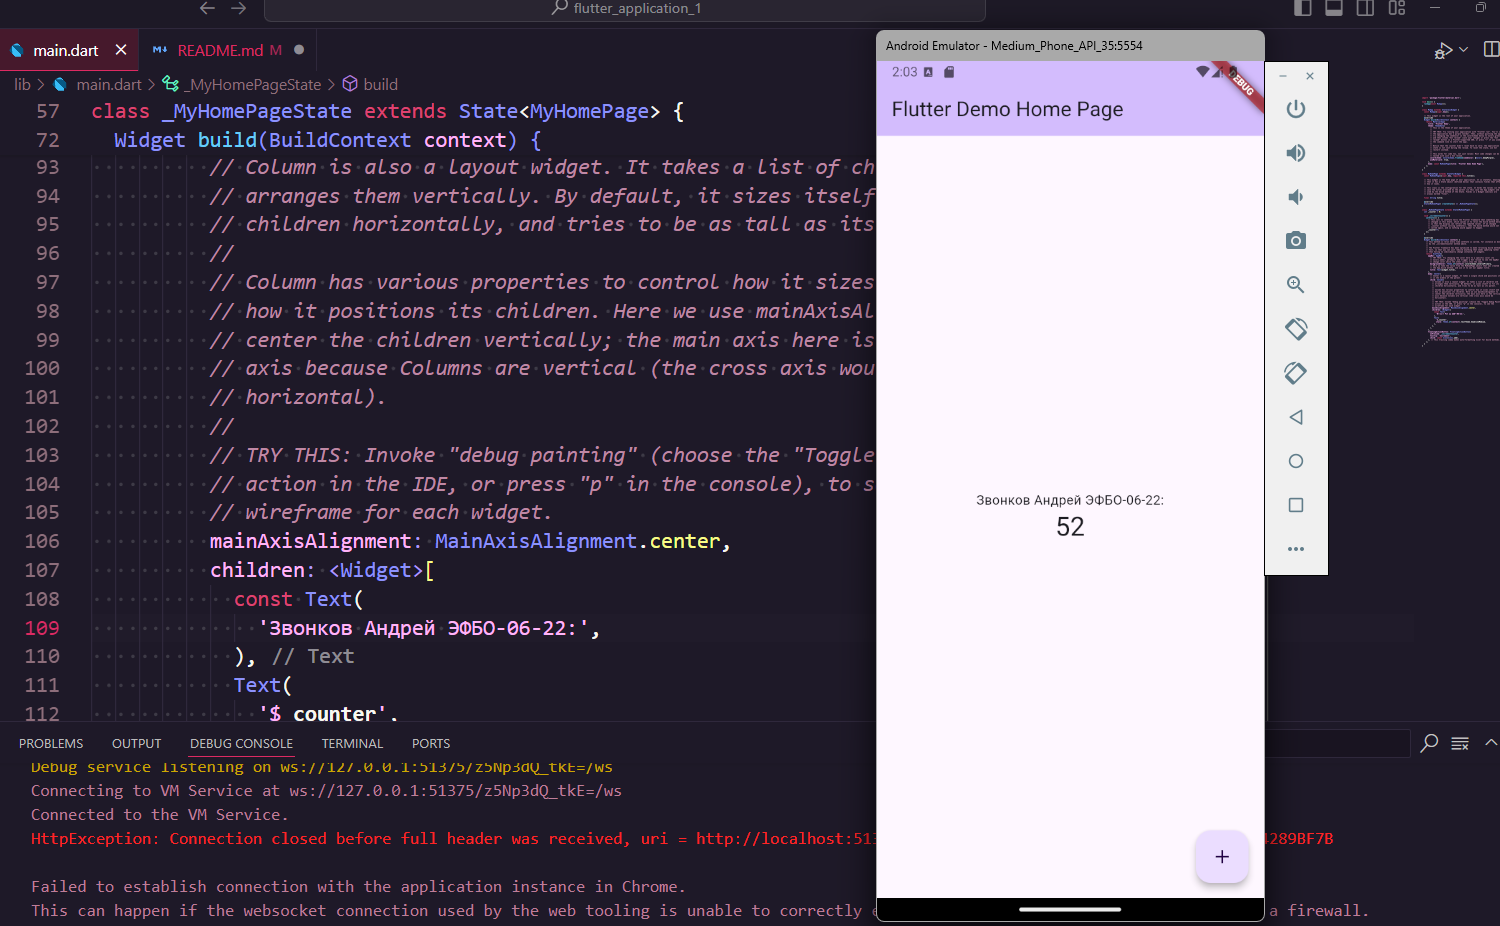 flutter_application_1
main.dart
README.md M
lib > main.dart > _MyHomePageState > build
57 class _MyHomePageState extends State<MyHomePage> {
72 Widget build(BuildContext context) {
93 // Column is also a layout widget. It takes a list of ch
94 // arranges them vertically. By default, it sizes itself
95 // children horizontally, and tries to be as tall as its
96 //
97 // Column has various properties to control how it sizes
98 // how it positions its children. Here we use mainAxisAl
99 // center the children vertically; the main axis here is
100 // axis because Columns are vertical (the cross axis wou
101 // horizontal).
102 //
103 // TRY THIS: Invoke "debug painting" (choose the "Toggle
104 // action in the IDE, or press "p" in the console), to s
105 // wireframe for each widget.
106 mainAxisAlignment: MainAxisAlignment.center,
107 children: <Widget>[
108 const Text(
109 'Звонков Андрей ЭФБО-06-22:',
110 ), // Text
111 Text(
112 '$_counter',
PROBLEMS OUTPUT DEBUG CONSOLE TERMINAL PORTS
Debug service listening on ws://127.0.0.1:51375/z5Np3dQ_tkE=/ws
Connecting to VM Service at ws://127.0.0.1:51375/z5Np3dQ_tkE=/ws
Connected to the VM Service.
HttpException: Connection closed before full header was received, uri = http://localhost:513
4289BF7B
Failed to establish connection with the application instance in Chrome.
This can happen if the websocket connection used by the web tooling is unable to correctly e
a firewall.
Android Emulator - Medium_Phone_API_35:5554
2:03
DEBUG
Flutter Demo Home Page
Звонков Андрей ЭФБО-06-22:
52
+